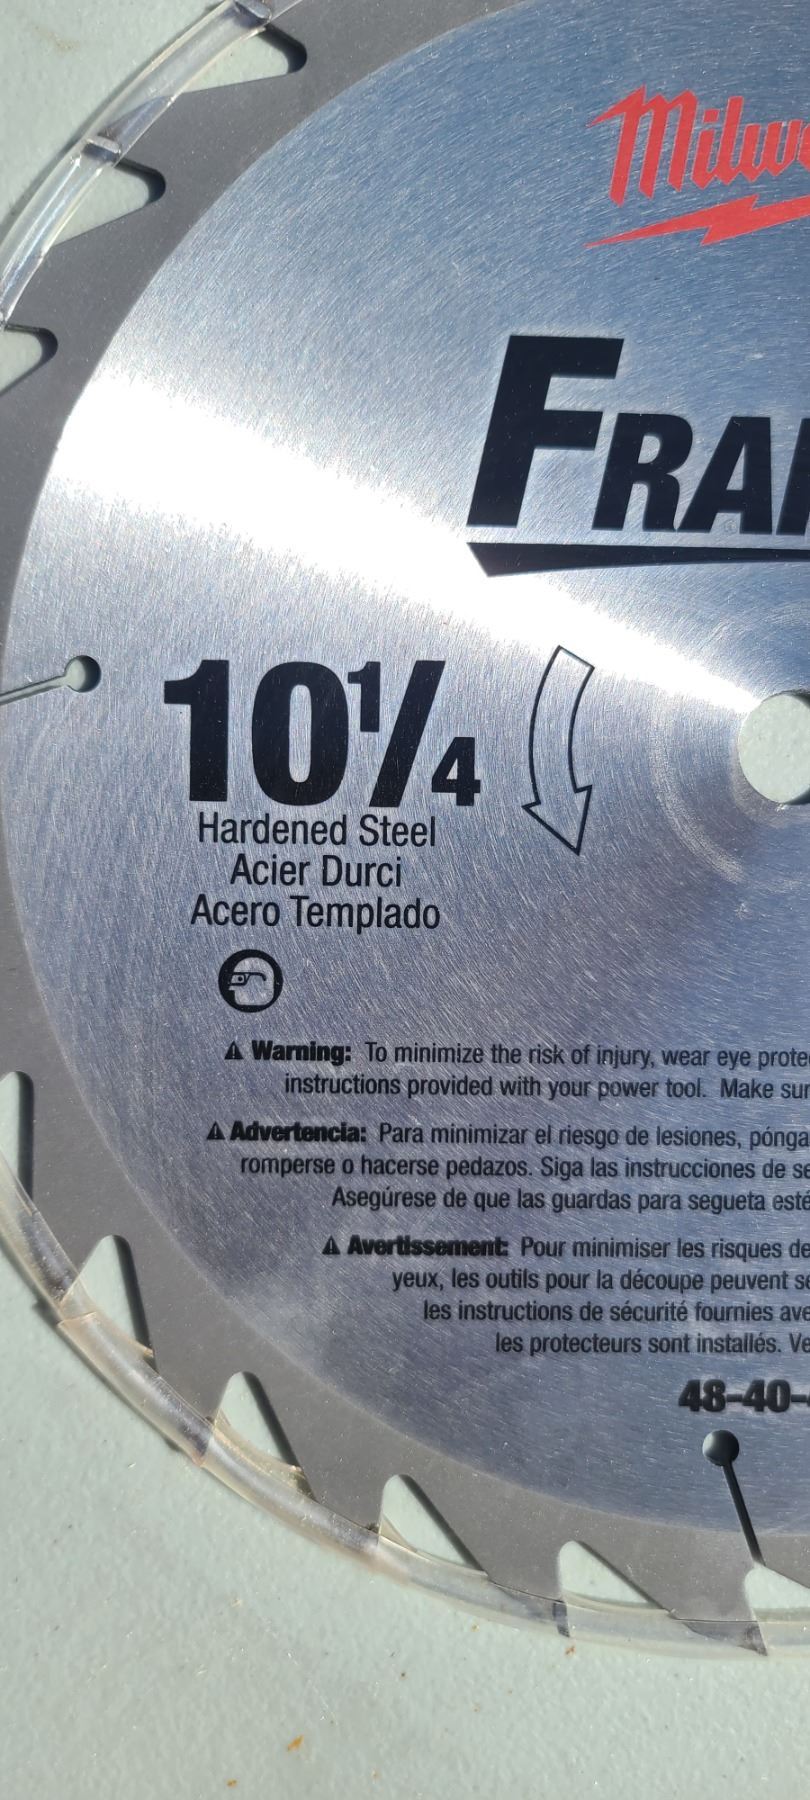 Milw
FRA
10 1/4
Hardened Steel
Acier Durci
Acero Templado
⚠ Warning: To minimize the risk of injury, wear eye prote
instructions provided with your power tool. Make sur
⚠ Advertencia: Para minimizar el riesgo de lesiones, pónga
romperse o hacerse pedazos. Siga las instrucciones de se
Asegúrese de que las guardas para segueta esté
⚠ Avertissement: Pour minimiser les risques de
yeux, les outils pour la découpe peuvent se
les instructions de sécurité fournies ave
les protecteurs sont installés. Ve
48-40-